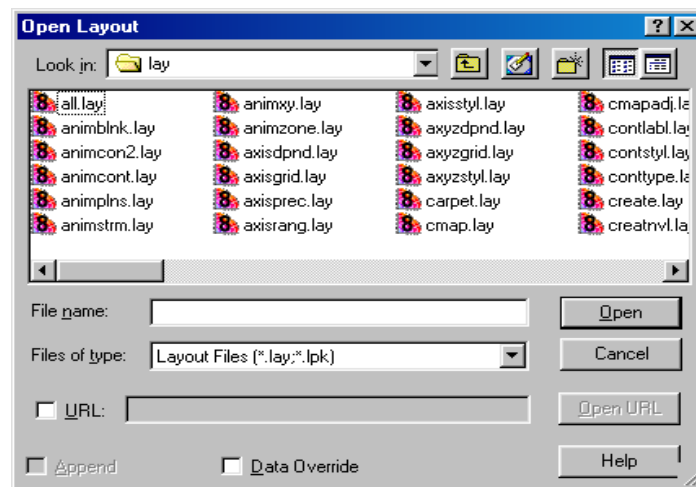 Open Layout
Look in: lay
all.lay animxy.lay axisstyl.lay cmapadj.la
animblnk.lay animzone.lay axyzdpnd.lay contlabl.lay
animcon2.lay axisdpnd.lay axyzgrid.lay contstyl.lay
animcont.lay axisgrid.lay axyzstyl.lay conttype.la
animplns.lay axisprec.lay carpet.lay create.lay
animstrm.lay axisrang.lay cmap.lay creatnvl.la
File name: Open
Files of type: Layout Files (*.lay;*.lpk) Cancel
URL: Open URL
Append Data Override Help